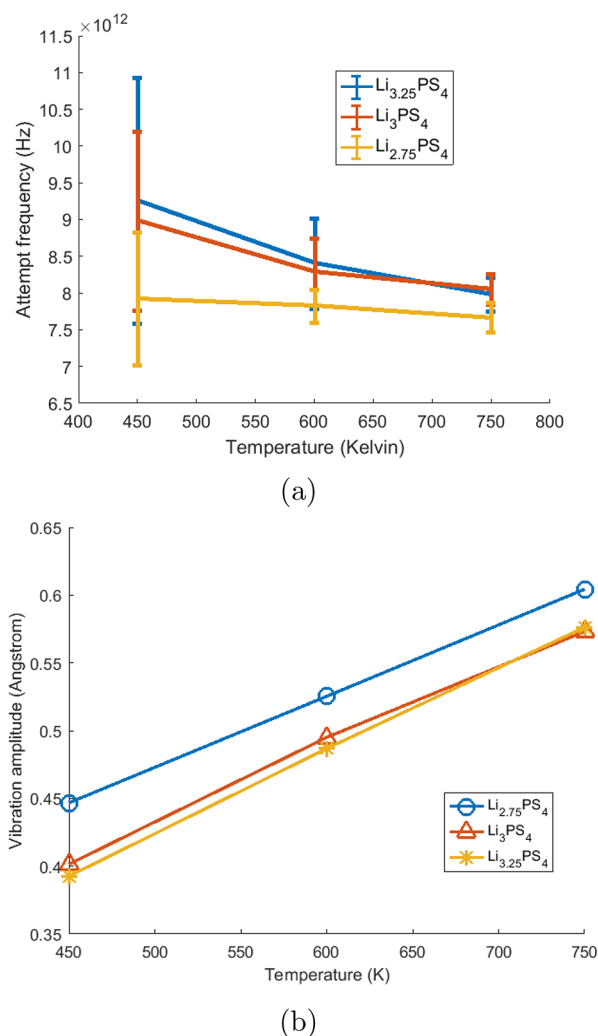 ×10¹²
11.5
11
10.5
10
9.5
9
8.5
8
7.5
7
6.5
Attempt frequency (Hz)
Li₃.₂₅PS₄
Li₃PS₄
Li₂.₇₅PS₄
400 450 500 550 600 650 700 750 800
Temperature (Kelvin)
(a)
0.65
0.6
0.55
0.5
0.45
0.4
0.35
Vibration amplitude (Angstrom)
Li₂.₇₅PS₄
Li₃PS₄
Li₃.₂₅PS₄
450 500 550 600 650 700 750
Temperature (K)
(b)